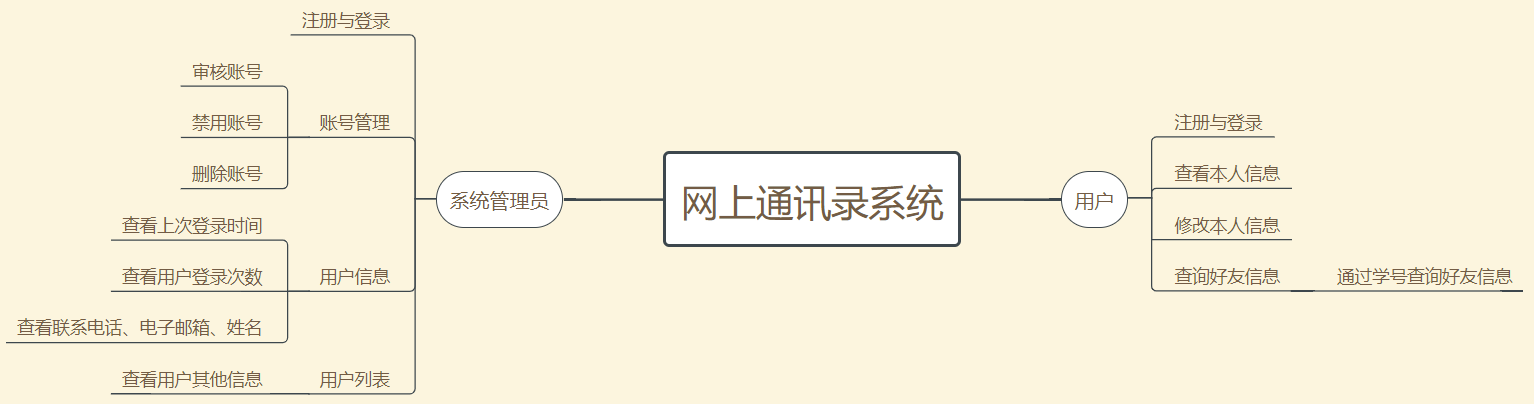 网上通讯录系统
系统管理员
注册与登录
账号管理
审核账号
禁用账号
删除账号
用户信息
查看上次登录时间
查看用户登录次数
查看联系电话、电子邮箱、姓名
用户列表
查看用户其他信息
用户
注册与登录
查看本人信息
修改本人信息
查询好友信息
通过学号查询好友信息